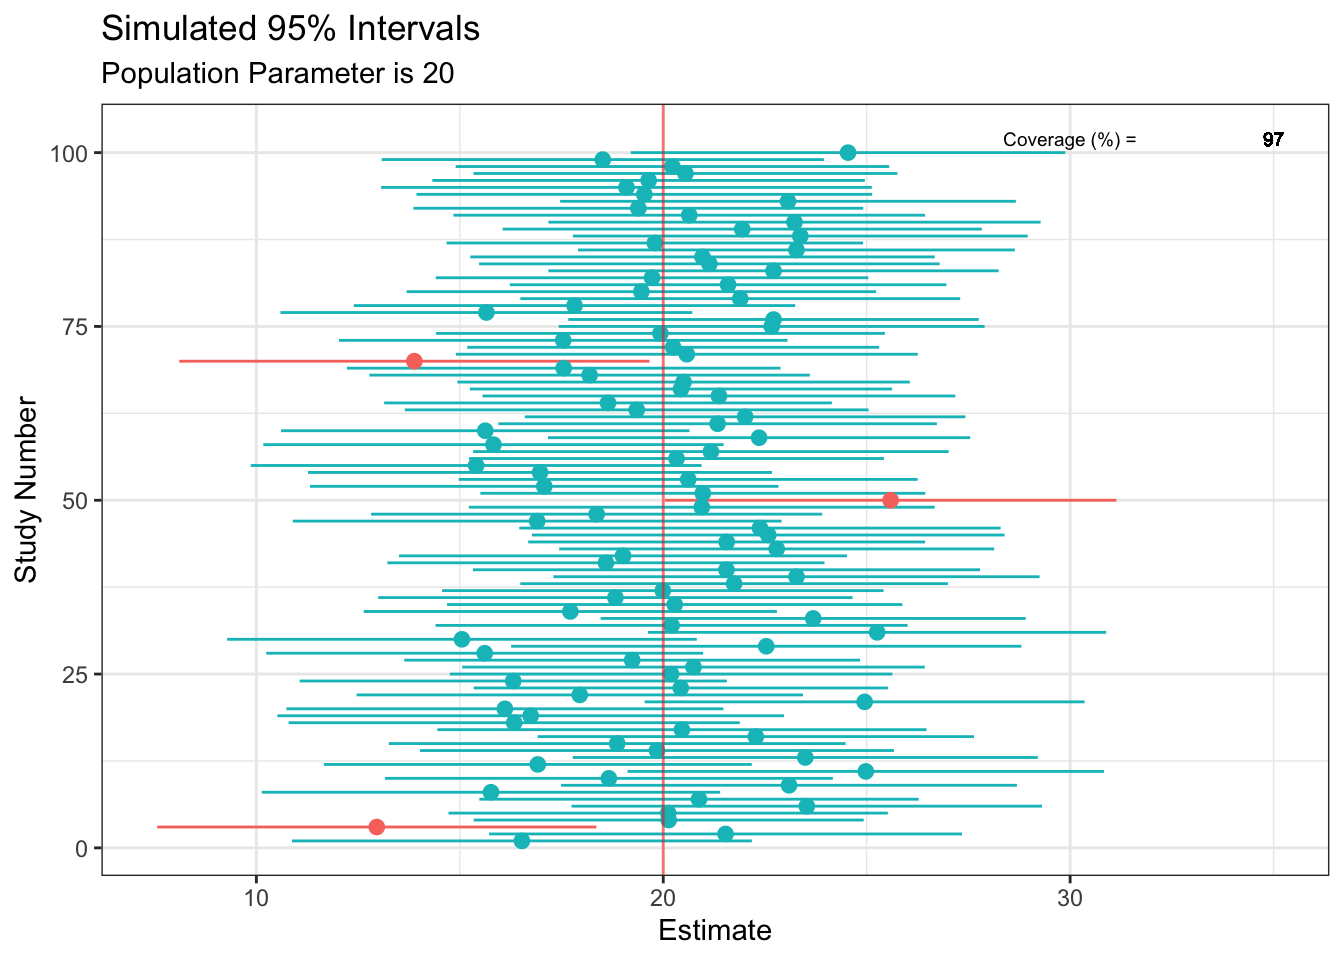 Simulated 95% Intervals
Population Parameter is 20
Coverage (%) = 97
100
75
50
25
0
Study Number
10 20 30
Estimate